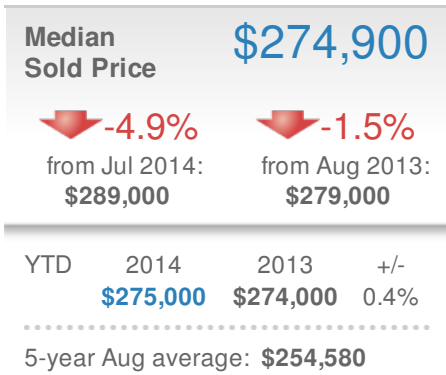 Median $274,900
Sold Price
-4.9% -1.5%
from Jul 2014: from Aug 2013:
$289,000 $279,000
YTD 2014 2013 +/-
$275,000 $274,000 0.4%
5-year Aug average: $254,580